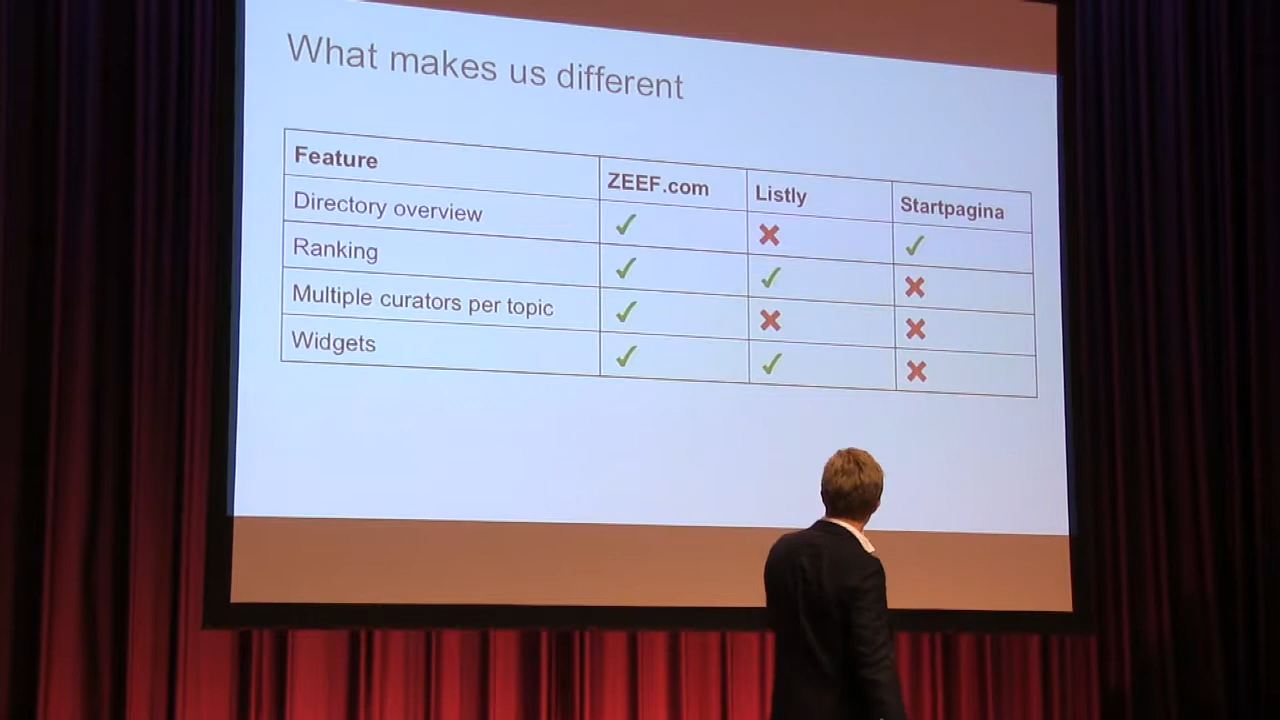 What makes us different
Feature ZEEF.com Listly Startpagina
Directory overview ✓ ✗ ✓
Ranking ✓ ✓ ✗
Multiple curators per topic ✓ ✗ ✗
Widgets ✓ ✓ ✗